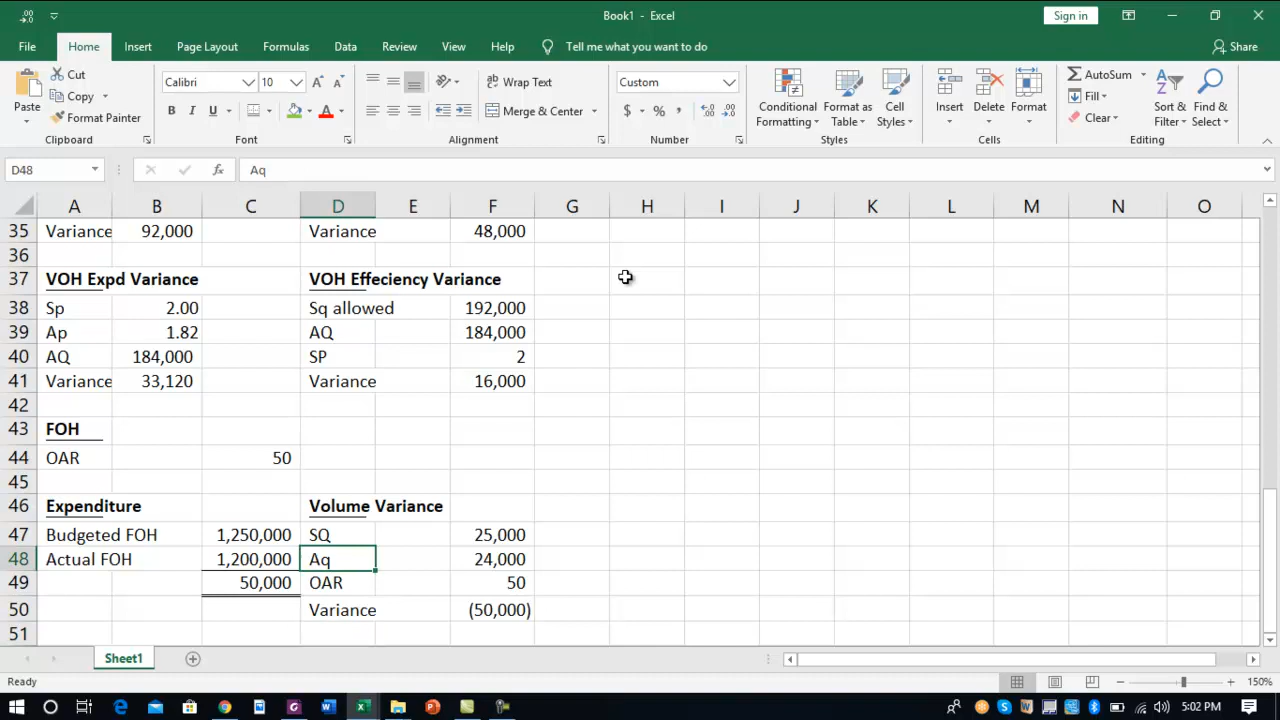 Book1 - Excel
Sign in
File Home Insert Page Layout Formulas Data Review View Help Tell me what you want to do Share
Cut
Copy
Format Painter
Paste
Calibri 10
B I U
Wrap Text
Merge & Center
Custom
$ % ,
Conditional Formatting
Format as Table
Cell Styles
Insert Delete Format
AutoSum
Fill
Clear
Sort & Filter
Find & Select
Clipboard Font Alignment Number Styles Cells Editing
D48 fx Aq
A B C D E F G H I J K L M N O
35 Variance 92,000 Variance 48,000
36
37 VOH Expd Variance VOH Effeciency Variance
38 Sp 2.00 Sq allowed 192,000
39 Ap 1.82 AQ 184,000
40 AQ 184,000 SP 2
41 Variance 33,120 Variance 16,000
42
43 FOH
44 OAR 50
45
46 Expenditure Volume Variance
47 Budgeted FOH 1,250,000 SQ 25,000
48 Actual FOH 1,200,000 Aq 24,000
49 50,000 OAR 50
50 Variance (50,000)
51
Sheet1
Ready 150%
5:02 PM